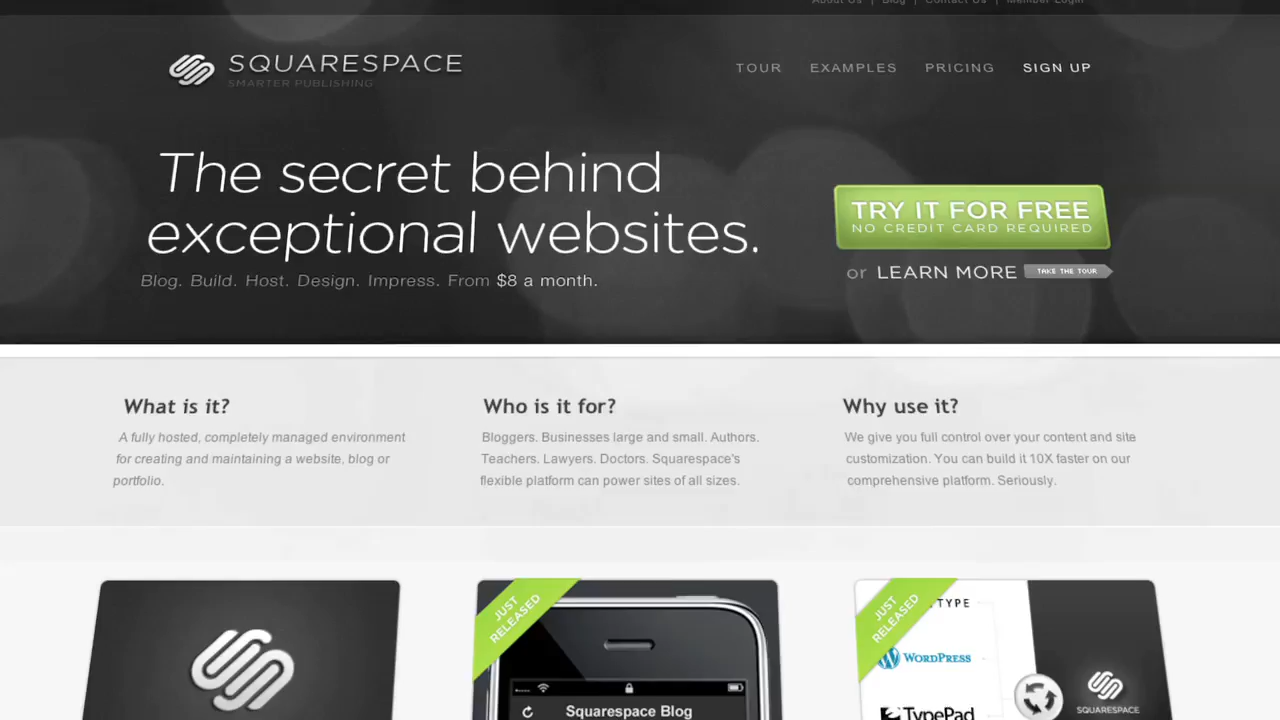 About Us | Blog | Contact Us | Member Login
SQUARESPACE
SMARTER PUBLISHING
TOUR EXAMPLES PRICING SIGN UP
The secret behind
exceptional websites.
Blog. Build. Host. Design. Impress. From $8 a month.
TRY IT FOR FREE
NO CREDIT CARD REQUIRED
or LEARN MORE TAKE THE TOUR
What is it?
A fully hosted, completely managed environment
for creating and maintaining a website, blog or
portfolio.
Who is it for?
Bloggers. Businesses large and small. Authors.
Teachers. Lawyers. Doctors. Squarespace's
flexible platform can power sites of all sizes.
Why use it?
We give you full control over your content and site
customization. You can build it 10X faster on our
comprehensive platform. Seriously.
JUST
RELEASED
Squarespace Blog
JUST
RELEASED
TYPE
WORDPRESS
TypePad
SQUARESPACE